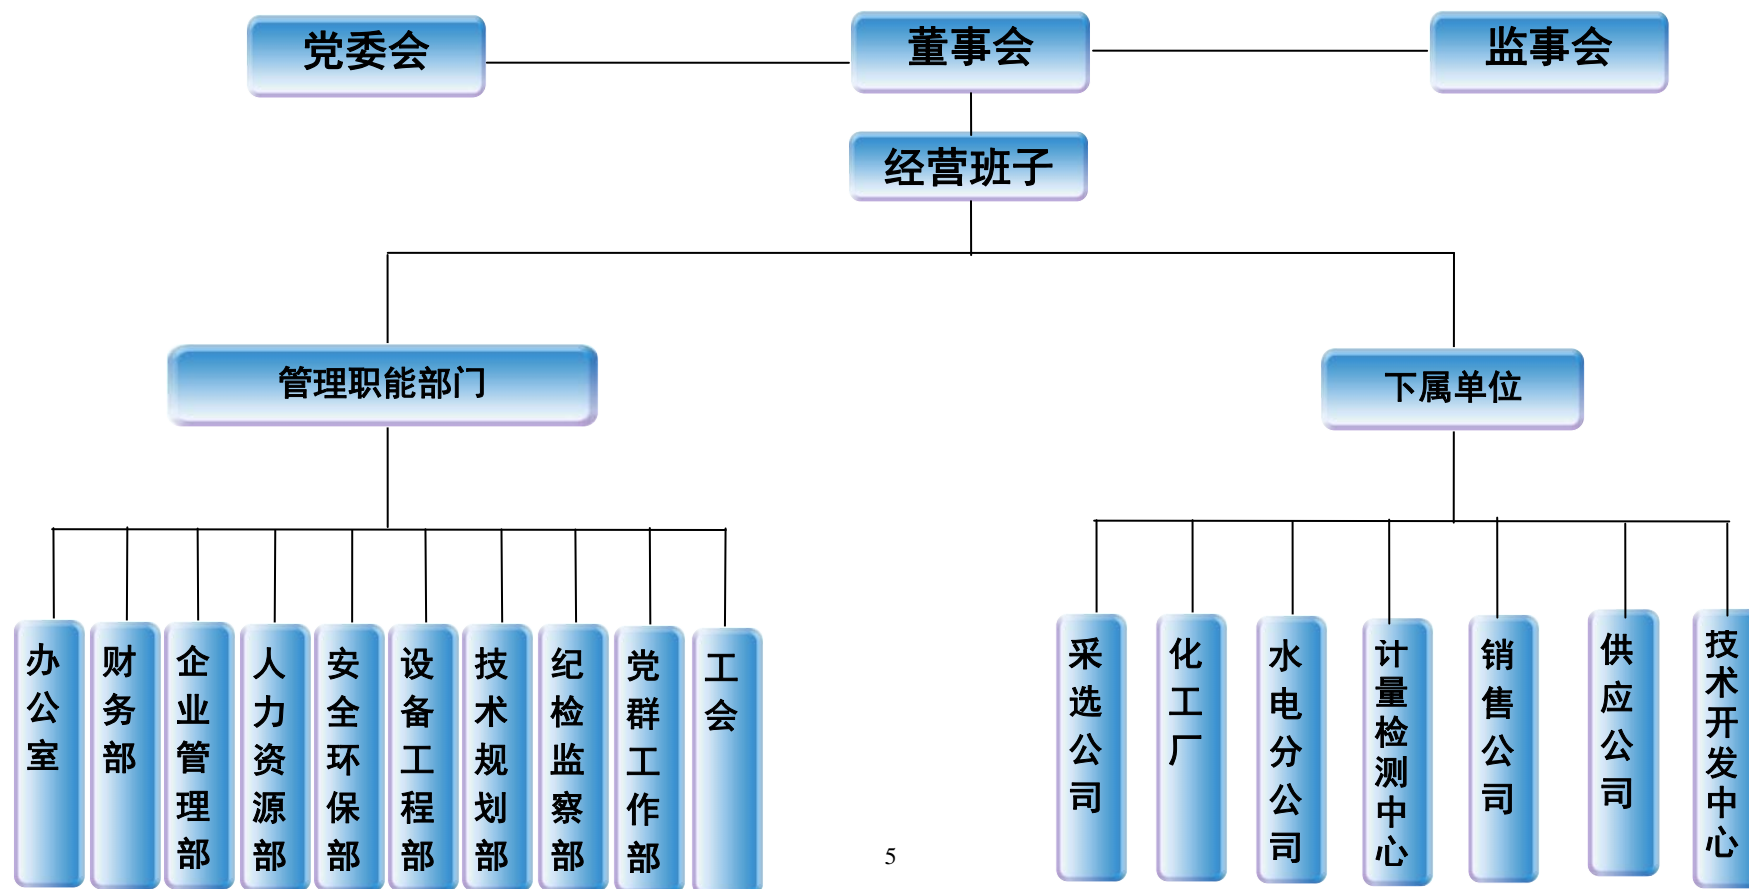 党委会
董事会
监事会
经营班子
管理职能部门
下属单位
办公室
财务部
企业管理部
人力资源部
安全环保部
设备工程部
技术规划部
纪检监察部
党群工作部
工会
采选公司
化工厂
水电分公司
计量检测中心
销售公司
供应公司
技术开发中心
5